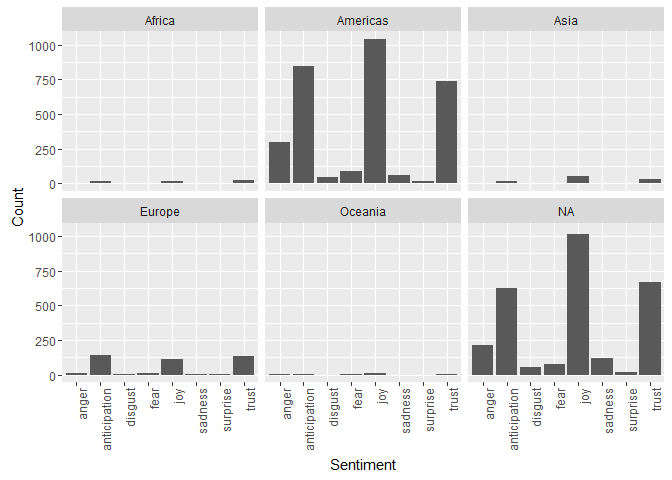 Africa Americas Asia
1000
750
500
250
0
Count
Europe Oceania NA
1000
750
500
250
0
anger anticipation disgust fear joy sadness surprise trust anger anticipation disgust fear joy sadness surprise trust anger anticipation disgust fear joy sadness surprise trust
Sentiment